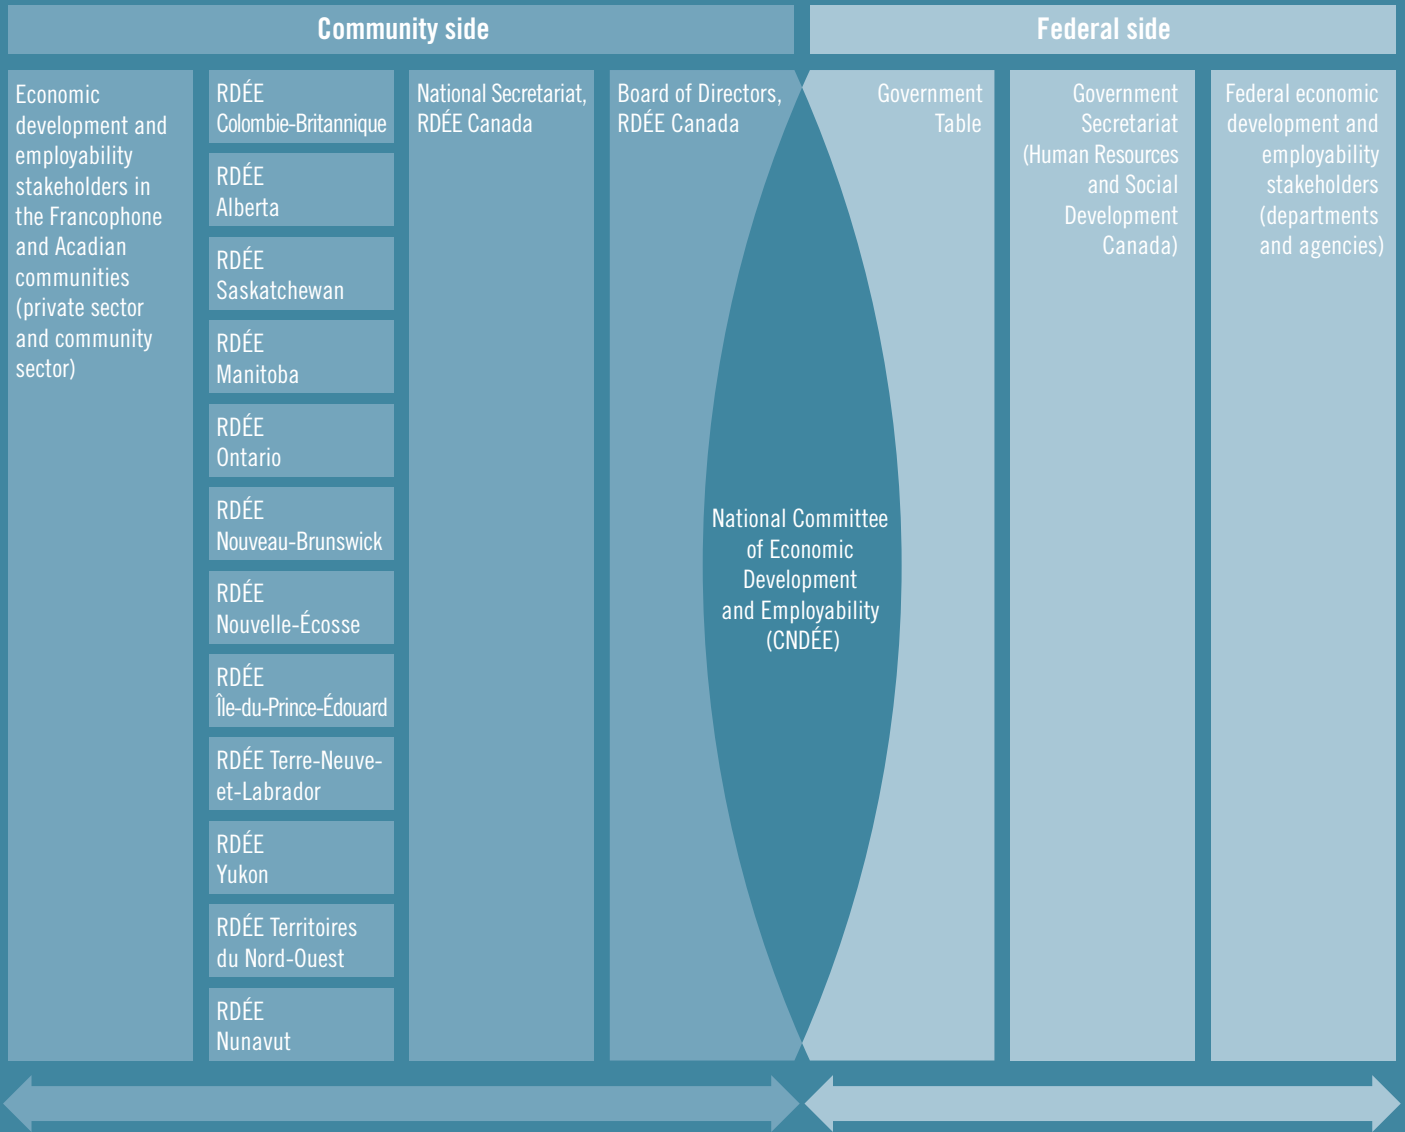 Community side
Federal side
Economic
development and
employability
stakeholders in
the Francophone
and Acadian
communities
(private sector
and community
sector)
RDÉE
Colombie-Britannique
RDÉE
Alberta
RDÉE
Saskatchewan
RDÉE
Manitoba
RDÉE
Ontario
RDÉE
Nouveau-Brunswick
RDÉE
Nouvelle-Écosse
RDÉE
Île-du-Prince-Édouard
RDÉE Terre-Neuve-
et-Labrador
RDÉE
Yukon
RDÉE Territoires
du Nord-Ouest
RDÉE
Nunavut
National Secretariat,
RDÉE Canada
Board of Directors,
RDÉE Canada
National Committee
of Economic
Development
and Employability
(CNDÉE)
Government
Table
Government
Secretariat
(Human Resources
and Social
Development
Canada)
Federal economic
development and
employability
stakeholders
(departments
and agencies)